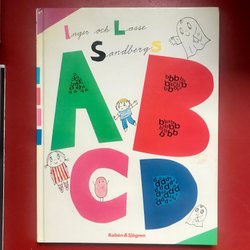 Inger och Lasse
Sandbergs
A B
C D
Rabén & Sjögren